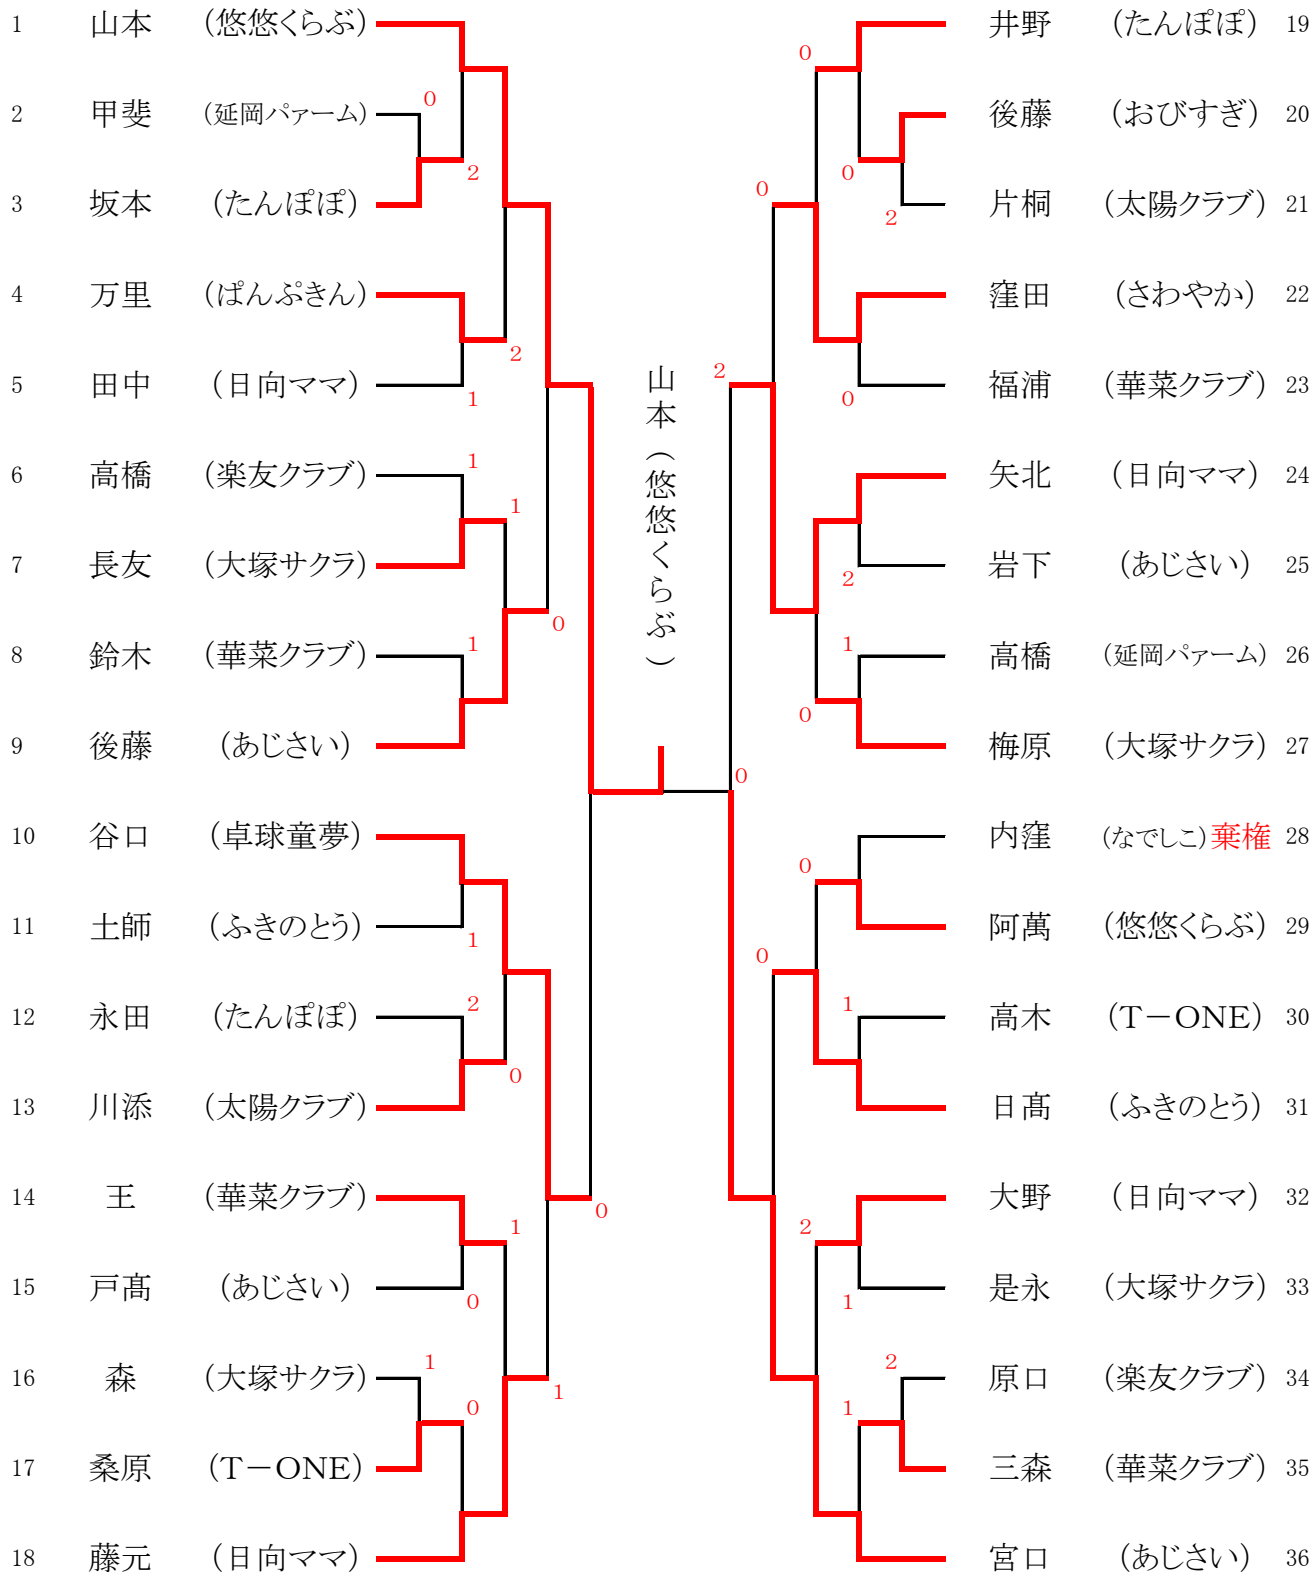 1 山本 (悠悠くらぶ)
2 甲斐 (延岡パァーム)
3 坂本 (たんぽぽ)
4 万里 (ぱんぷきん)
5 田中 (日向ママ)
6 高橋 (楽友クラブ)
7 長友 (大塚サクラ)
8 鈴木 (華菜クラブ)
9 後藤 (あじさい)
10 谷口 (卓球童夢)
11 土師 (ふきのとう)
12 永田 (たんぽぽ)
13 川添 (太陽クラブ)
14 王 (華菜クラブ)
15 戸髙 (あじさい)
16 森 (大塚サクラ)
17 桑原 (T-ONE)
18 藤元 (日向ママ)
0
2
2
1
1
1
1
0
1
2
0
1
0
0
1
0
1
山本(悠悠くらぶ)
0
0
0
2
0
2
2
1
0
0
0
0
1
2
1
2
1
井野 (たんぽぽ) 19
後藤 (おびすぎ) 20
片桐 (太陽クラブ) 21
窪田 (さわやか) 22
福浦 (華菜クラブ) 23
矢北 (日向ママ) 24
岩下 (あじさい) 25
高橋 (延岡パァーム) 26
梅原 (大塚サクラ) 27
内窪 (なでしこ) 棄権 28
阿萬 (悠悠くらぶ) 29
高木 (T-ONE) 30
日髙 (ふきのとう) 31
大野 (日向ママ) 32
是永 (大塚サクラ) 33
原口 (楽友クラブ) 34
三森 (華菜クラブ) 35
宮口 (あじさい) 36